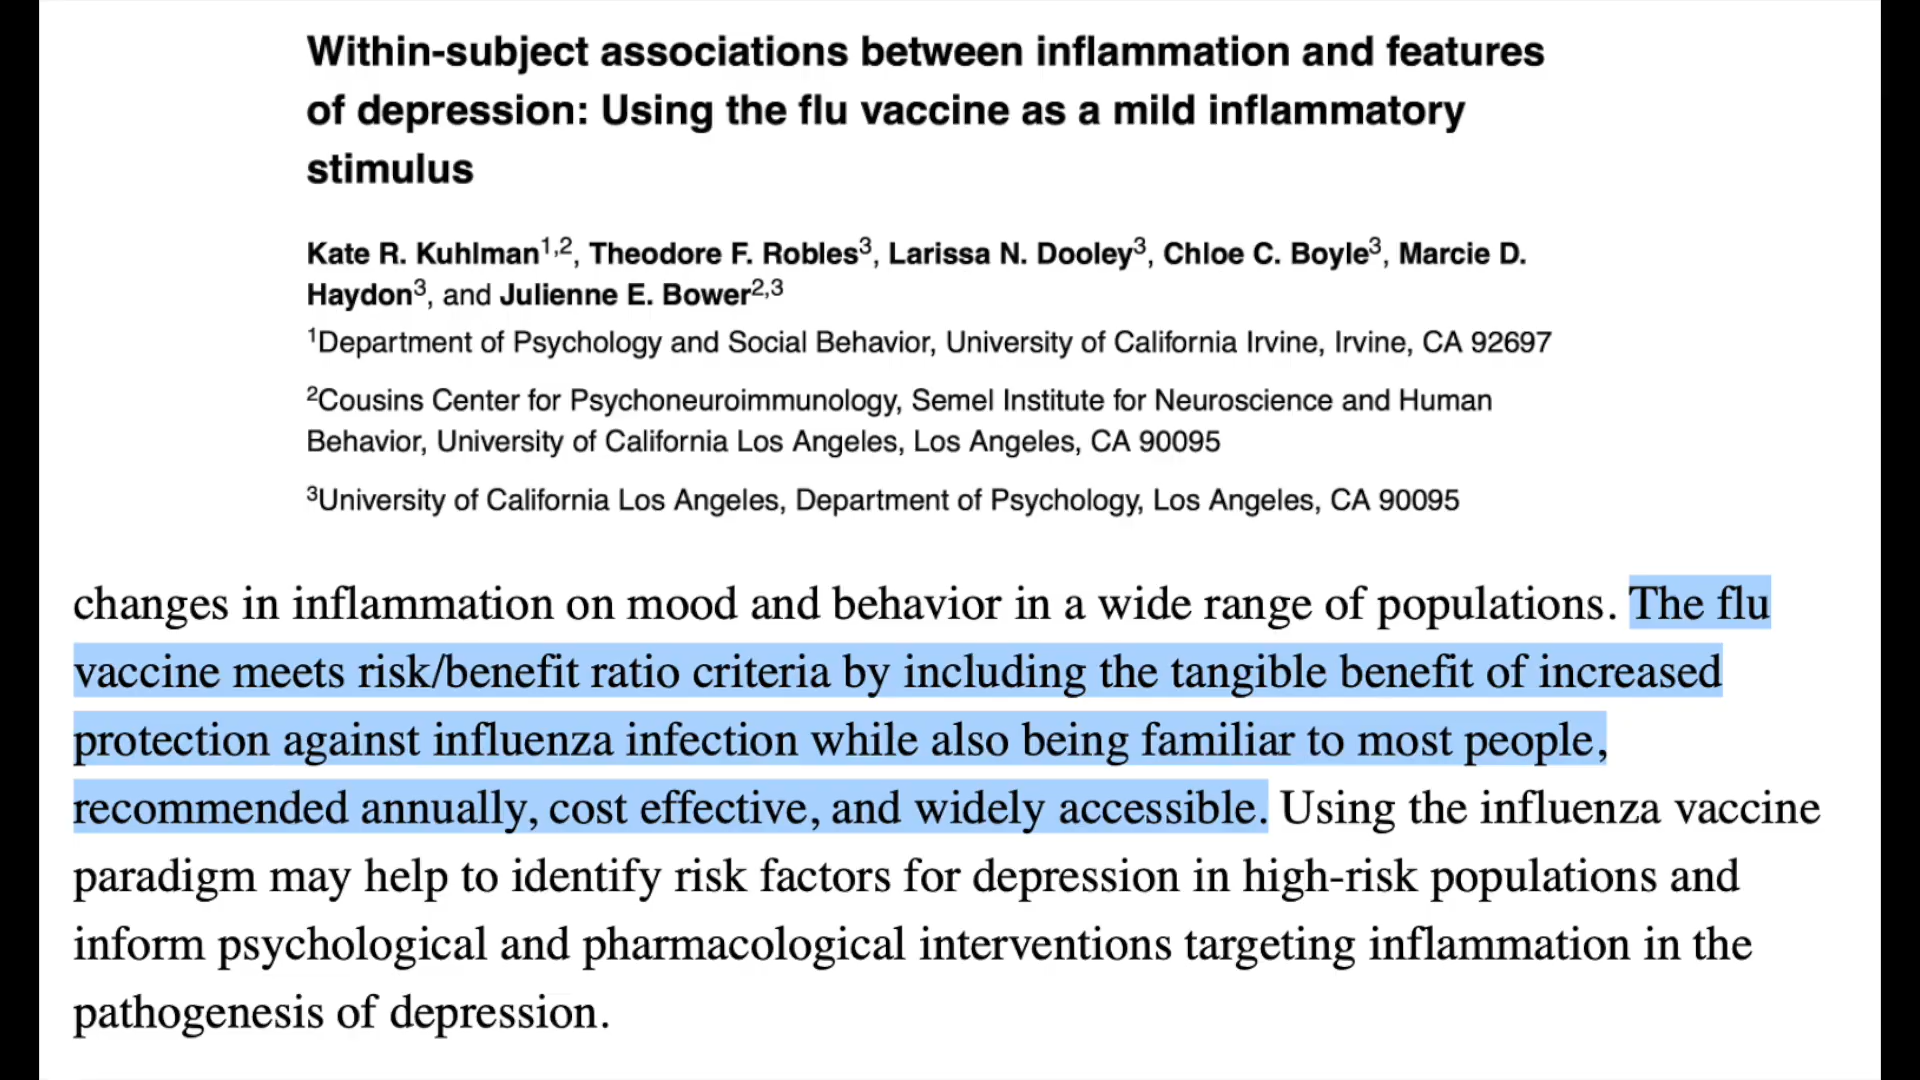 Within-subject associations between inflammation and features
of depression: Using the flu vaccine as a mild inflammatory
stimulus
Kate R. Kuhlman1,2, Theodore F. Robles3, Larissa N. Dooley3, Chloe C. Boyle3, Marcie D.
Haydon3, and Julienne E. Bower2,3
1Department of Psychology and Social Behavior, University of California Irvine, Irvine, CA 92697
2Cousins Center for Psychoneuroimmunology, Semel Institute for Neuroscience and Human
Behavior, University of California Los Angeles, Los Angeles, CA 90095
3University of California Los Angeles, Department of Psychology, Los Angeles, CA 90095
changes in inflammation on mood and behavior in a wide range of populations. The flu
vaccine meets risk/benefit ratio criteria by including the tangible benefit of increased
protection against influenza infection while also being familiar to most people,
recommended annually, cost effective, and widely accessible. Using the influenza vaccine
paradigm may help to identify risk factors for depression in high-risk populations and
inform psychological and pharmacological interventions targeting inflammation in the
pathogenesis of depression.